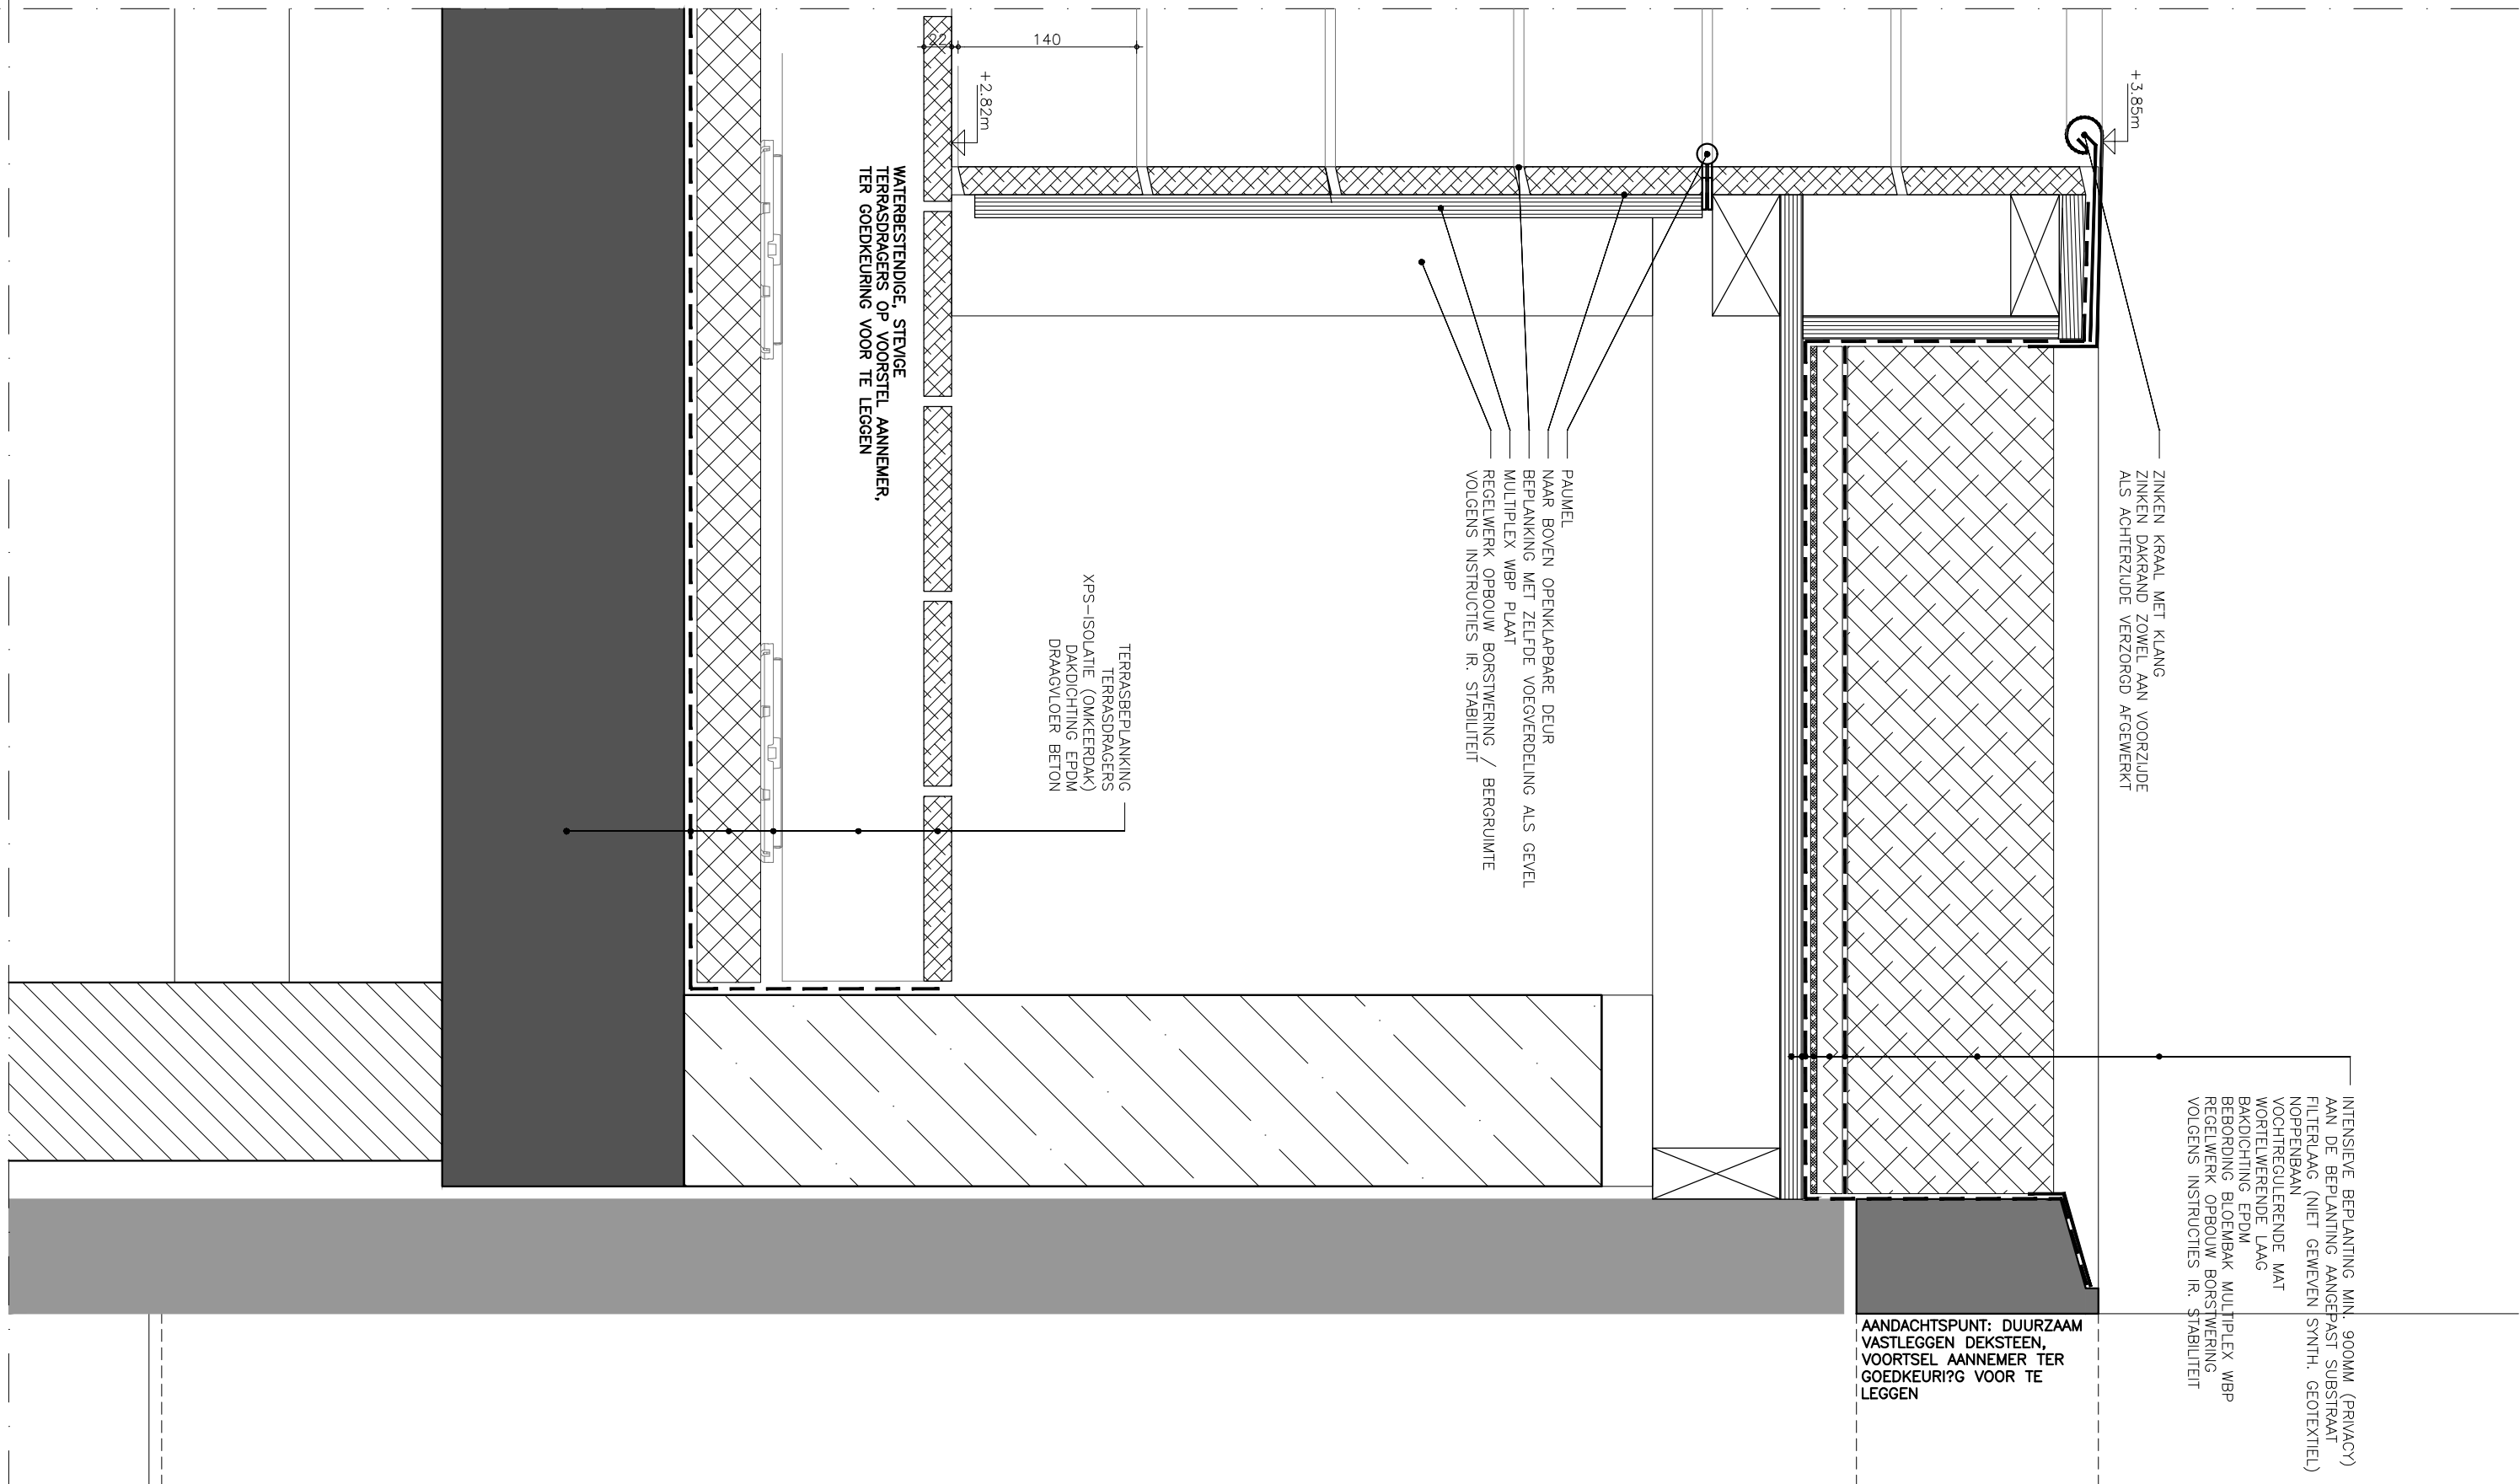 +3.85m
ZINKEN KRAAL MET KLANG
ZINKEN DAKRAND ZOWEL AAN VOORZIJDE
ALS ACHTERZIJDE VERZORGD AFGEWERKT
INTENSIEVE BEPLANTING MIN. 900MM (PRIVACY)
AAN DE BEPLANTING AANGEPAST SUBSTRAAT
FILTERLAAG (NIET GEWEVEN SYNTH. GEOTEXTIEL)
NOPPENBAAN
VOCHTREGULERENDE MAT
WORTELWERENDE LAAG
BAKDICHTING EPDM
BEBORDING BLOEMBAK MULTIPLEX WBP
REGELWERK OPBOUW BORSTWERING
VOLGENS INSTRUCTIES IR. STABILITEIT
AANDACHTSPUNT: DUURZAAM
VASTLEGGEN DEKSTEEN,
VOORTSEL AANNEMER TER
GOEDKEURI?G VOOR TE
LEGGEN
PAUMEL
NAAR BOVEN OPENKLAPBARE DEUR
BEPLANKING MET ZELFDE VOEGVERDELING ALS GEVEL
MULTIPLEX WBP PLAAT
REGELWERK OPBOUW BORSTWERING / BERGRUIMTE
VOLGENS INSTRUCTIES IR. STABILITEIT
140
22
+2.82m
TERRASBEPLANKING
TERRASDRAGERS
XPS-ISOLATIE (OMKEERDAK)
DAKDICHTING EPDM
DRAAGVLOER BETON
WATERBESTENDIGE, STEVIGE
TERRASDRAGERS OP VOORSTEL AANNEMER,
TER GOEDKEURING VOOR TE LEGGEN